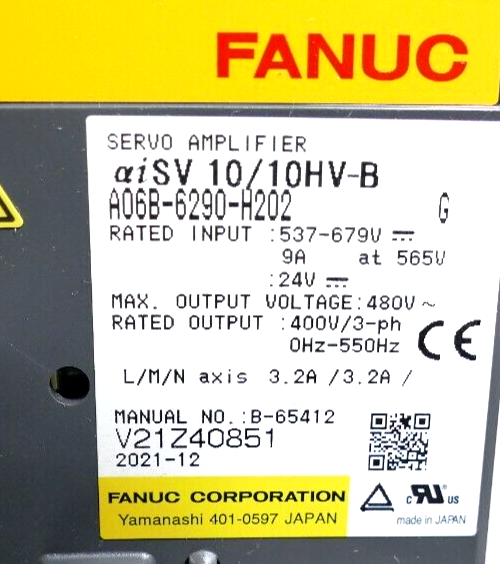 FANUC
SERVO AMPLIFIER
αiSV 10/10HV-B
A06B-6290-H202 G
RATED INPUT :537-679V ⎓
9A at 565V
:24V ⎓
MAX. OUTPUT VOLTAGE:480V～
RATED OUTPUT :400V/3-ph
0Hz-550Hz
CE
L/M/N axis 3.2A /3.2A /
MANUAL NO.:B-65412
V21Z40851
2021-12
FANUC CORPORATION
Yamanashi 401-0597 JAPAN
c RU US
made in JAPAN